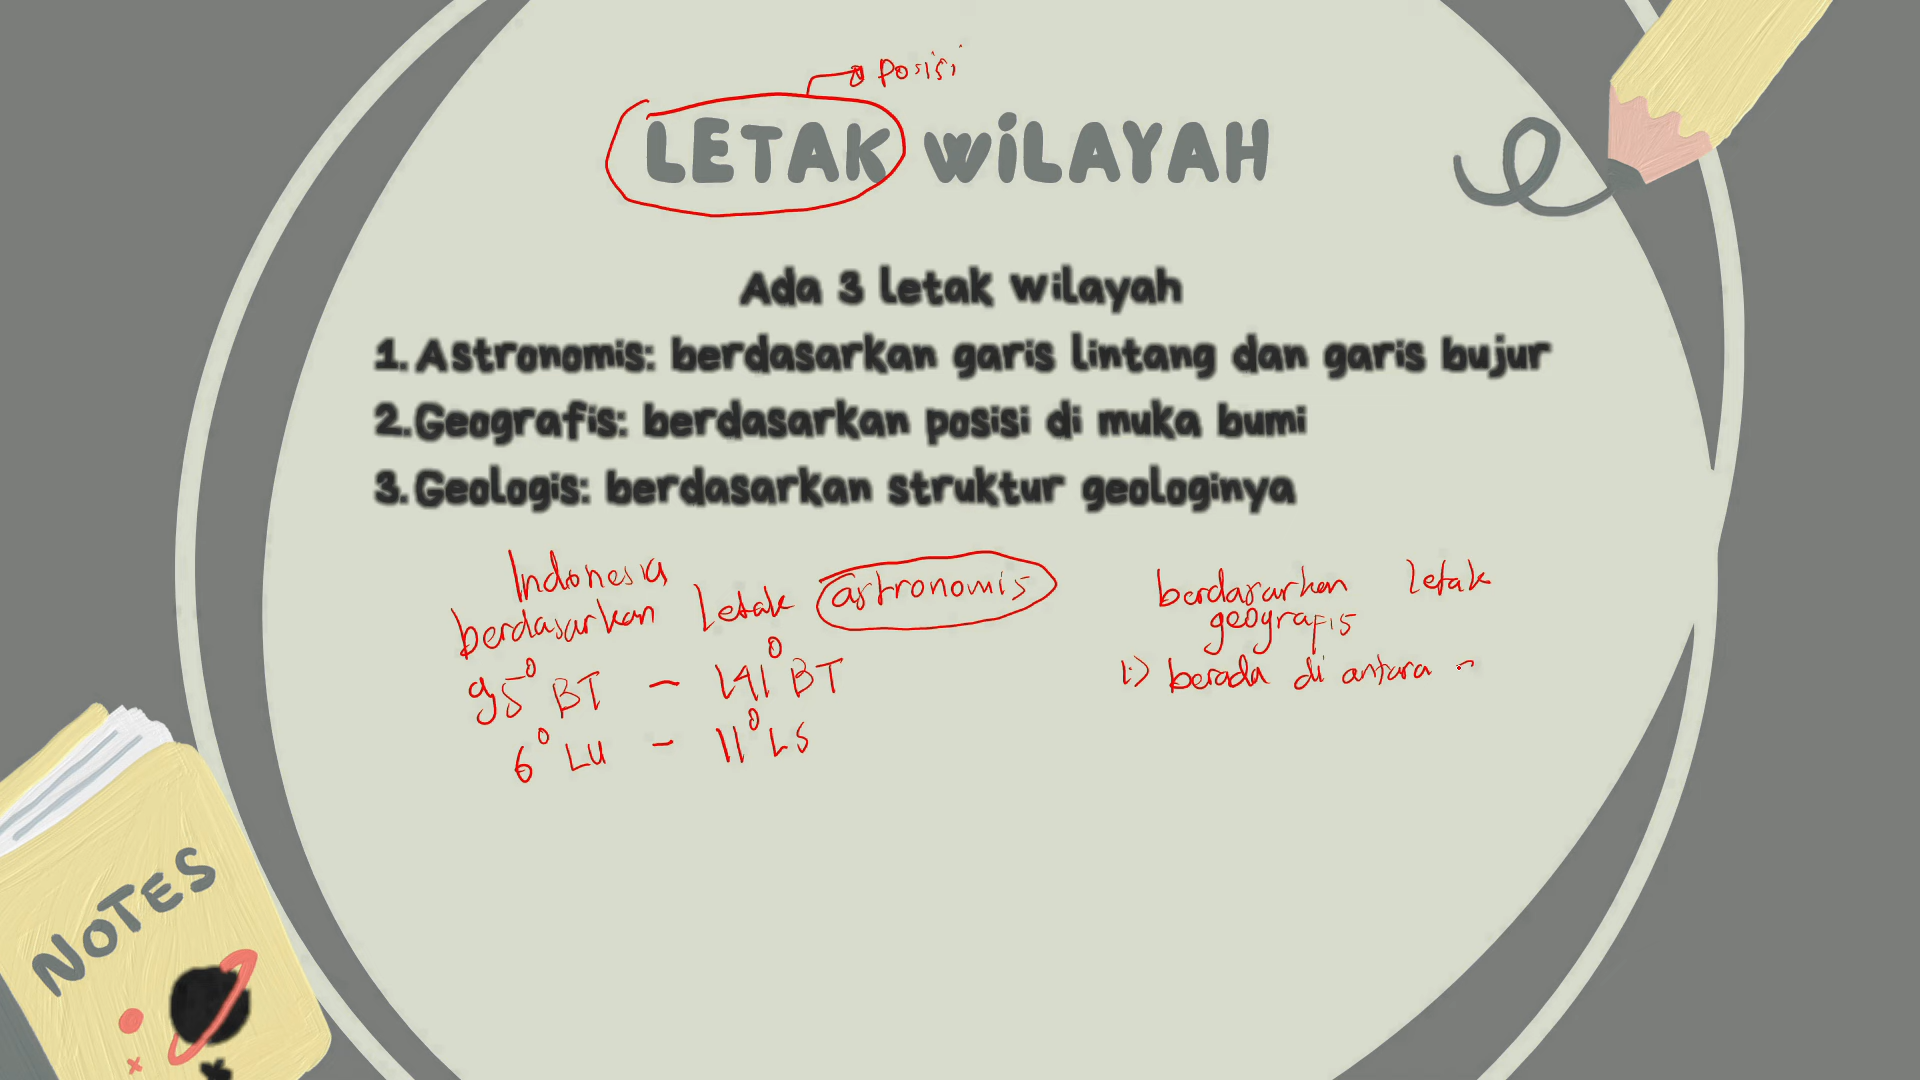 Posisi
LETAK WiLAYAH
Ada 3 letak wilayah
1. Astronomis: berdasarkan garis lintang dan garis bujur
2. Geografis: berdasarkan posisi di muka bumi
3. Geologis: berdasarkan struktur geologinya
Indonesia
berdasarkan Letak astronomis
95° BT - 141° BT
6° LU - 11° LS
berdasarkan letak
geografis
1.) berada di antara
NOTES